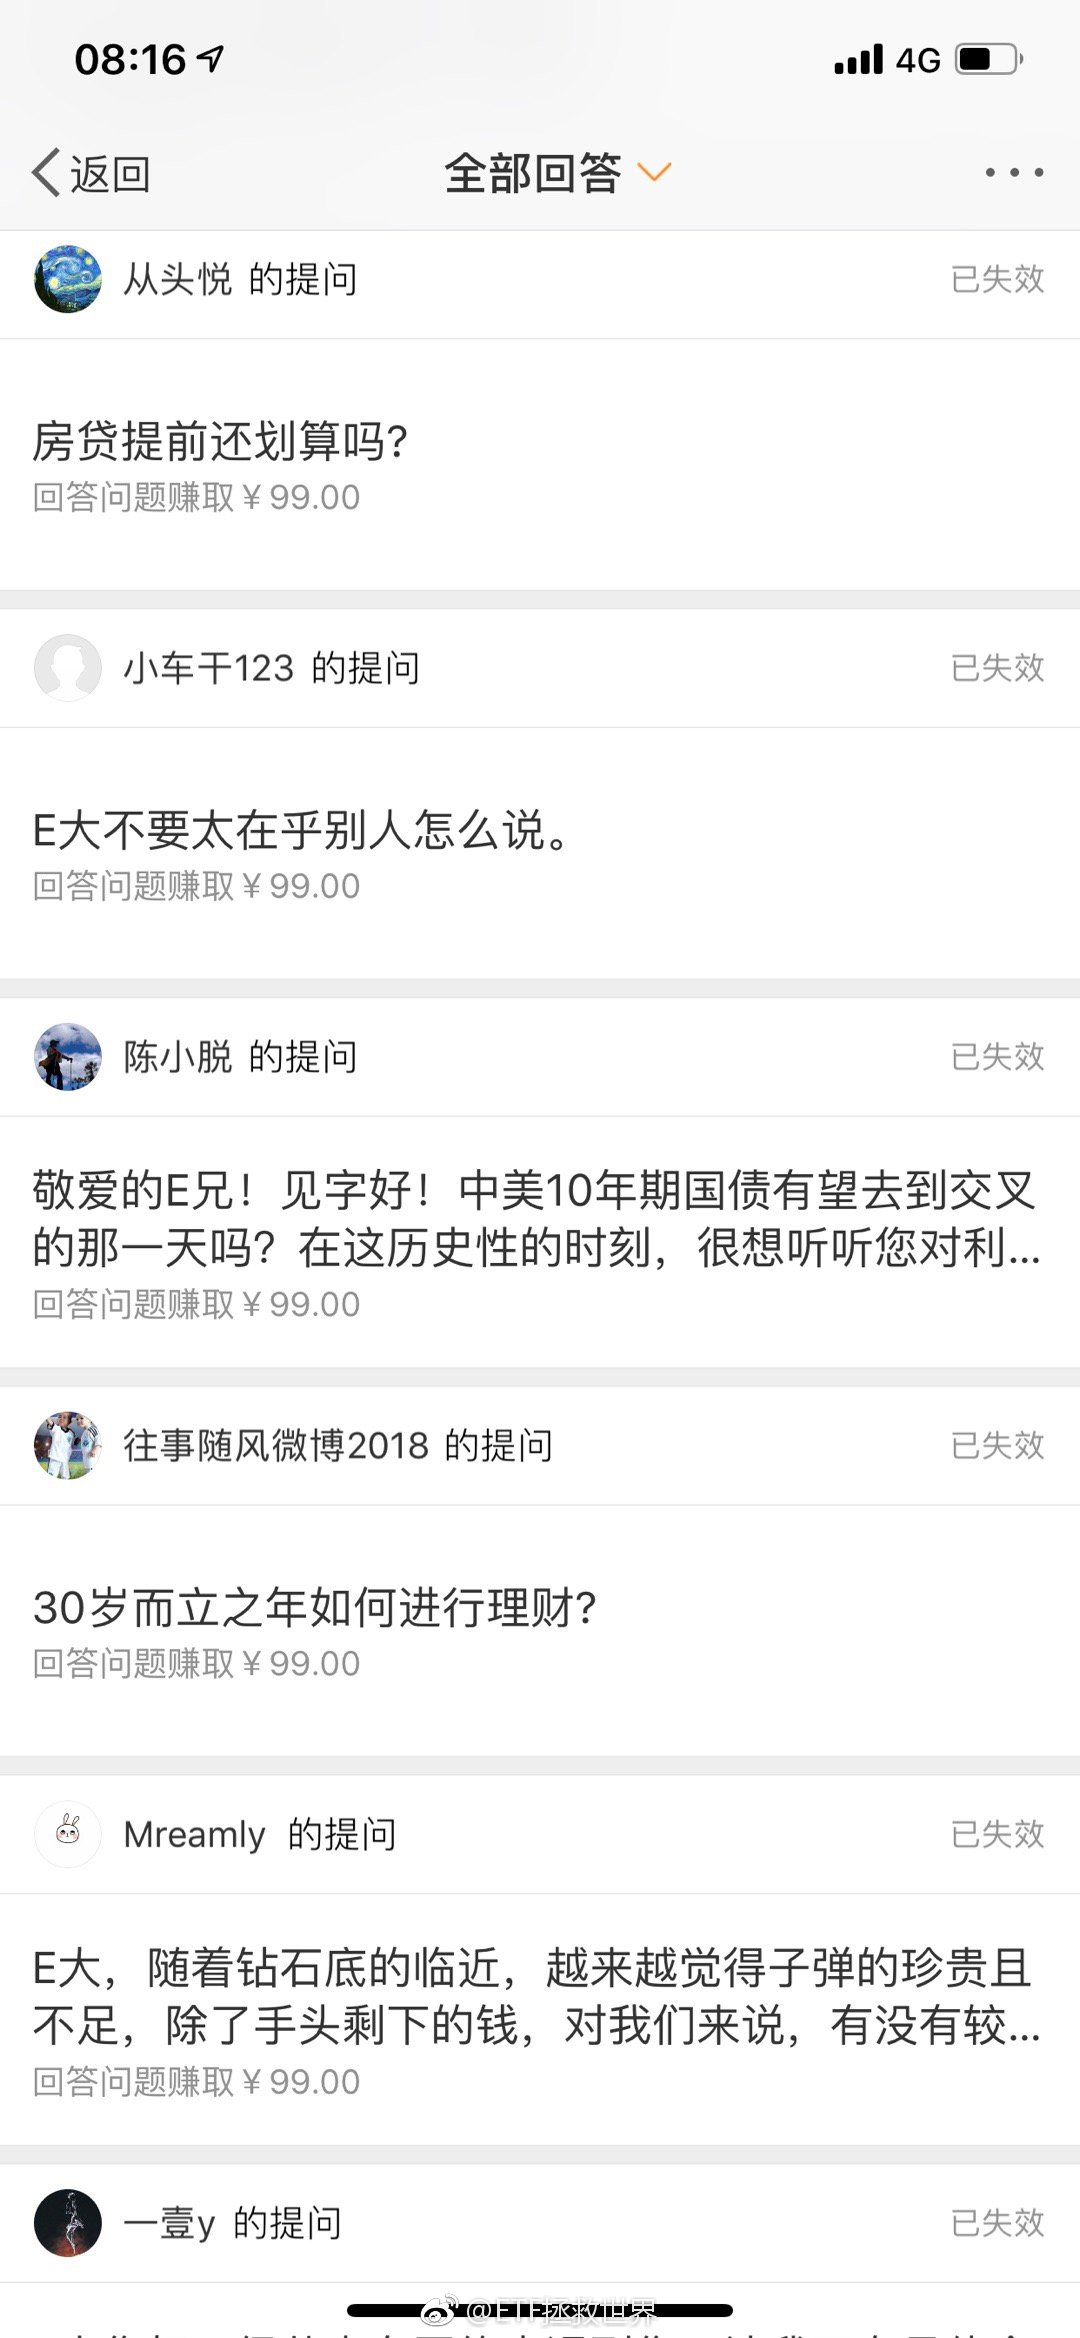 08:16
4G
返回
全部回答
从头悦 的提问
已失效
房贷提前还划算吗?
回答问题赚取 ¥ 99.00
小车干123 的提问
已失效
E大不要太在乎别人怎么说。
回答问题赚取 ¥ 99.00
陈小脱 的提问
已失效
敬爱的E兄！见字好！中美10年期国债有望去到交叉
的那一天吗？在这历史性的时刻，很想听听您对利...
回答问题赚取 ¥ 99.00
往事随风微博2018 的提问
已失效
30岁而立之年如何进行理财?
回答问题赚取 ¥ 99.00
Mreamly 的提问
已失效
E大，随着钻石底的临近，越来越觉得子弹的珍贵且
不足，除了手头剩下的钱，对我们来说，有没有较...
回答问题赚取 ¥ 99.00
一壹y 的提问
已失效
@ETF拯救世界